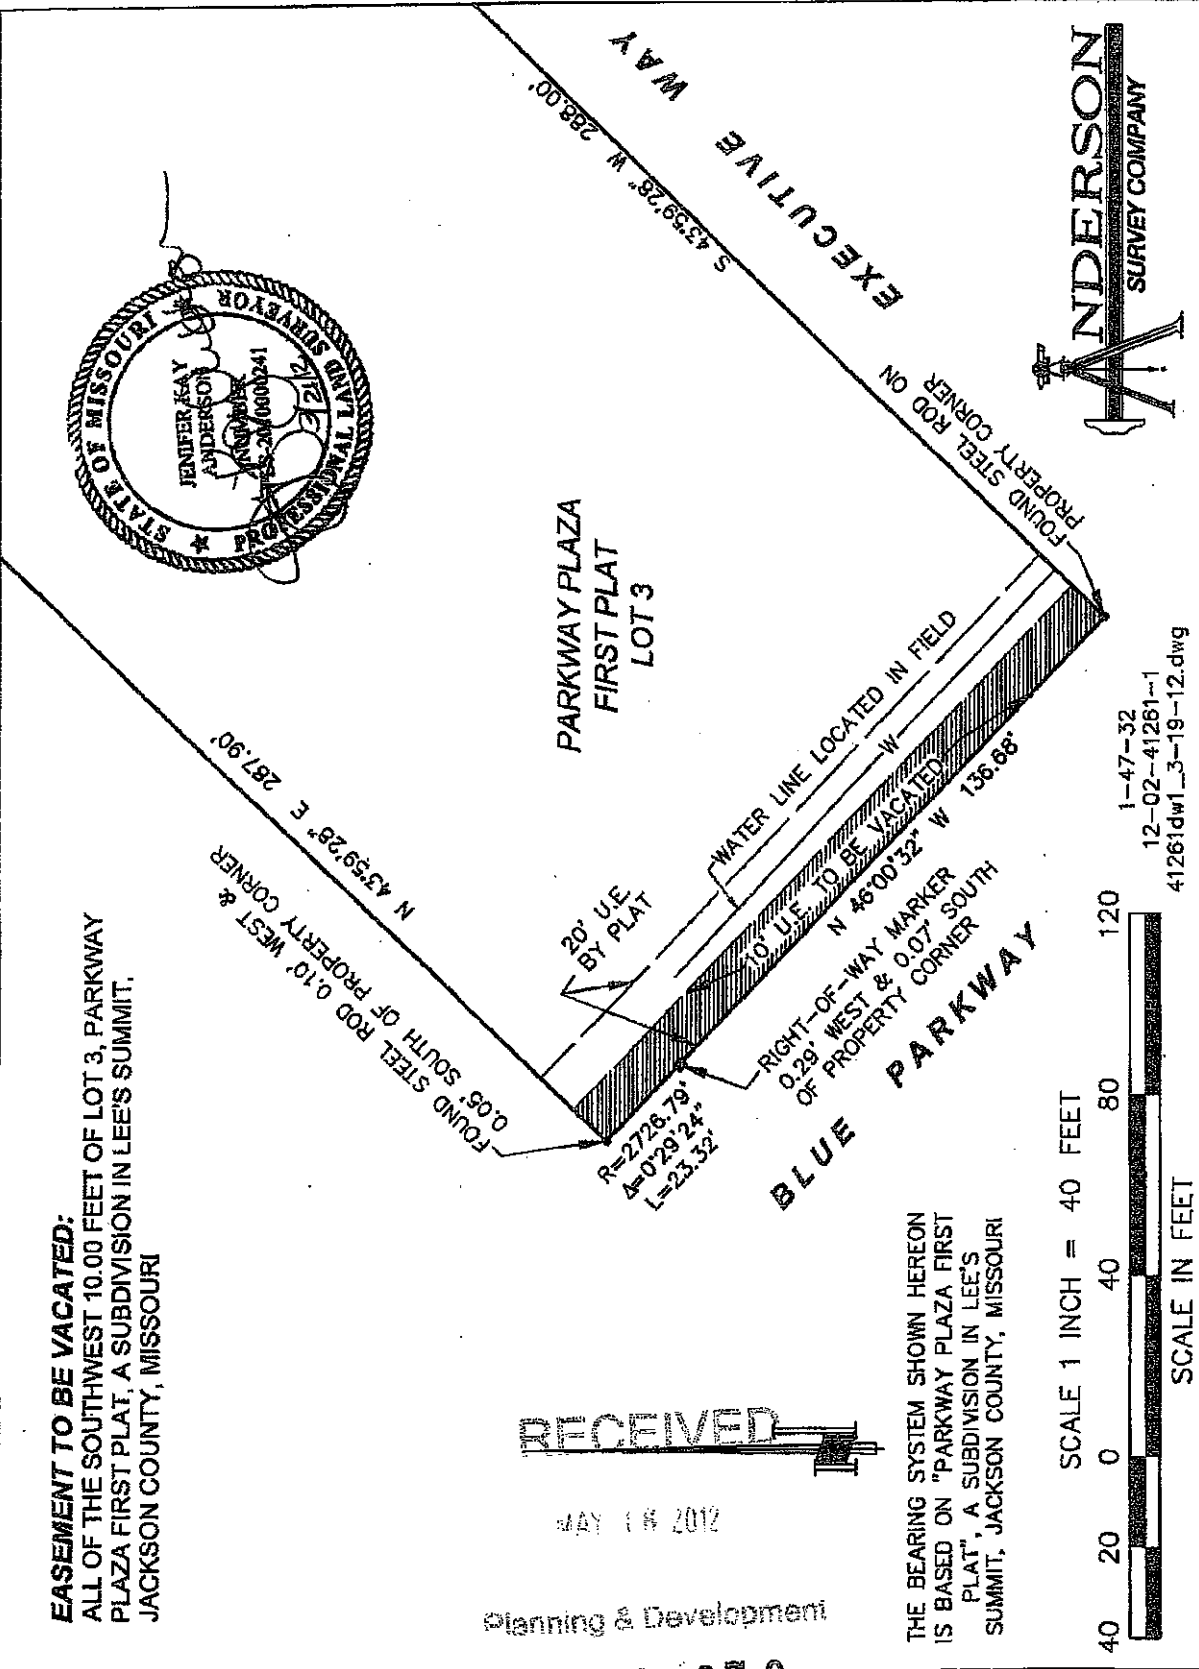 EASEMENT TO BE VACATED:
ALL OF THE SOUTHWEST 10.00 FEET OF LOT 3, PARKWAY
PLAZA FIRST PLAT, A SUBDIVISION IN LEE'S SUMMIT,
JACKSON COUNTY, MISSOURI
STATE OF MISSOURI
PROFESSIONAL LAND SURVEYOR
JENIFER KAY
ANDERSON
NUMBER
N 43°59'28" E 287.90'
S 43°59'28" W 288.00'
EXECUTIVE WAY
FOUND STEEL ROD 0.10' WEST &
0.05' SOUTH OF PROPERTY CORNER
PARKWAY PLAZA
FIRST PLAT
LOT 3
20' U.E.
BY PLAT
WATER LINE LOCATED IN FIELD
W
10' U.E. TO BE VACATED
N 46°00'32" W 136.68'
FOUND STEEL ROD ON
PROPERTY CORNER
R=2726.79'
Δ=0°29'24"
L=23.32'
RIGHT-OF-WAY MARKER
0.29' WEST & 0.07' SOUTH
OF PROPERTY CORNER
BLUE PARKWAY
RECEIVED
MAY 18 2012
Planning & Development
THE BEARING SYSTEM SHOWN HEREON
IS BASED ON "PARKWAY PLAZA FIRST
PLAT", A SUBDIVISION IN LEE'S
SUMMIT, JACKSON COUNTY, MISSOURI
SCALE 1 INCH = 40 FEET
40 20 0 40 80 120
SCALE IN FEET
1-47-32
12-02-41261-1
41261dw1_3-19-12.dwg
ANDERSON
SURVEY COMPANY